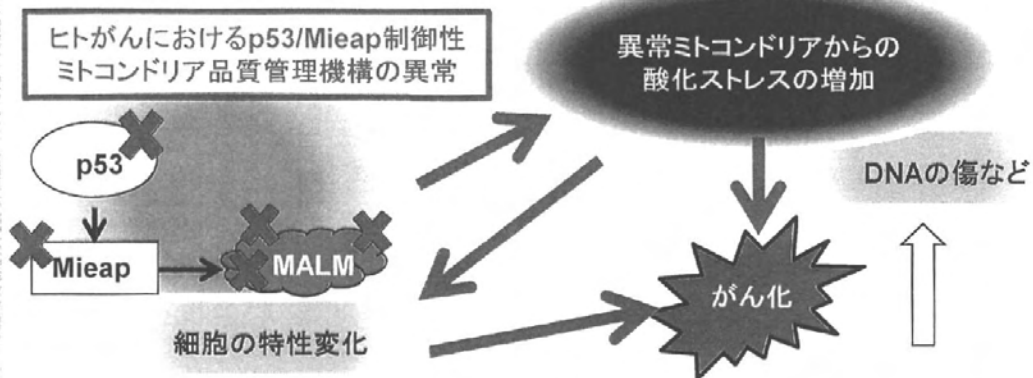 ヒトがんにおけるp53/Mieap制御性
ミトコンドリア品質管理機構の異常
異常ミトコンドリアからの
酸化ストレスの増加
p53
DNAの傷など
Mieap
MALM
がん化
細胞の特性変化